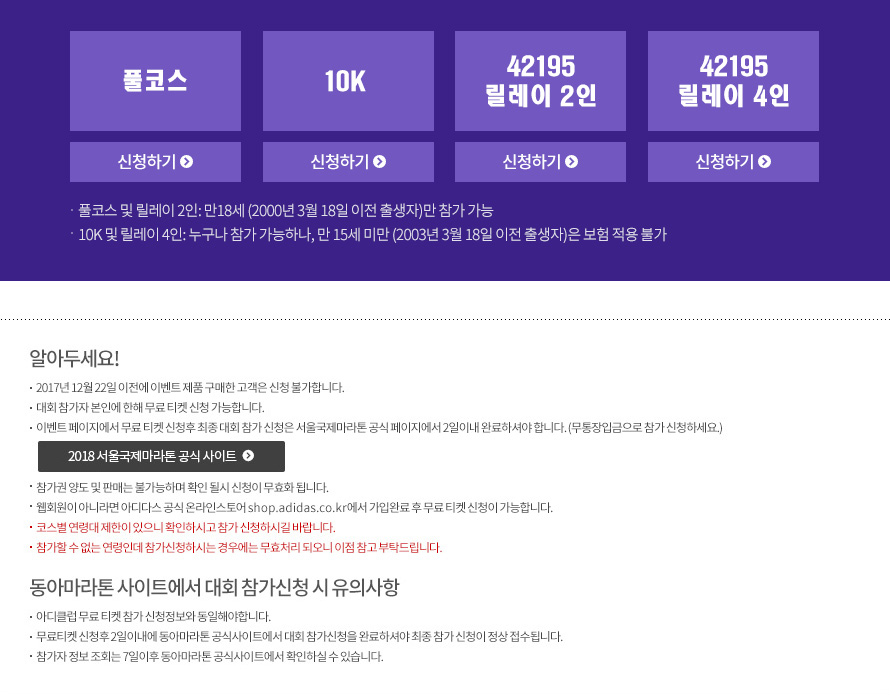 풀코스
10K
42195
릴레이 2인
42195
릴레이 4인
신청하기
신청하기
신청하기
신청하기
· 풀코스 및 릴레이 2인: 만18세 (2000년 3월 18일 이전 출생자)만 참가 가능
· 10K 및 릴레이 4인: 누구나 참가 가능하나, 만 15세 미만 (2003년 3월 18일 이전 출생자)은 보험 적용 불가
알아두세요!
· 2017년 12월 22일 이전에 이벤트 제품 구매한 고객은 신청 불가합니다.
· 대회 참가자 본인에 한해 무료 티켓 신청 가능합니다.
· 이벤트 페이지에서 무료 티켓 신청후 최종 대회 참가 신청은 서울국제마라톤 공식 페이지에서 2일이내 완료하셔야 합니다. (무통장입금으로 참가 신청하세요.)
2018 서울국제마라톤 공식 사이트
· 참가권 양도 및 판매는 불가능하며 확인 될시 신청이 무효화 됩니다.
· 웹회원이 아니라면 아디다스 공식 온라인스토어 shop.adidas.co.kr에서 가입완료 후 무료 티켓 신청이 가능합니다.
· 코스별 연령대 제한이 있으니 확인하시고 참가 신청하시길 바랍니다.
· 참가할 수 없는 연령인데 참가신청하시는 경우에는 무효처리 되오니 이점 참고 부탁드립니다.
동아마라톤 사이트에서 대회 참가신청 시 유의사항
· 아디클럽 무료 티켓 참가 신청정보와 동일해야합니다.
· 무료티켓 신청후 2일이내에 동아마라톤 공식사이트에서 대회 참가신청을 완료하셔야 최종 참가 신청이 정상 접수됩니다.
· 참가자 정보 조회는 7일이후 동아마라톤 공식사이트에서 확인하실 수 있습니다.